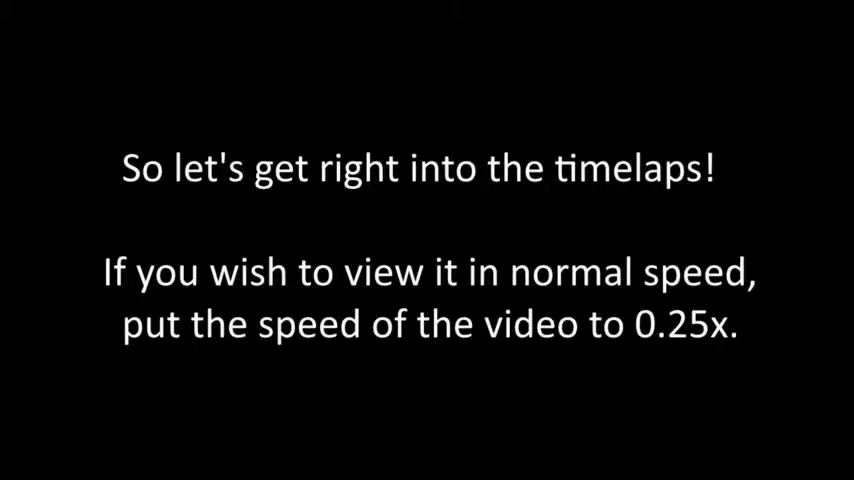 So let's get right into the timelaps!
If you wish to view it in normal speed,
put the speed of the video to 0.25x.